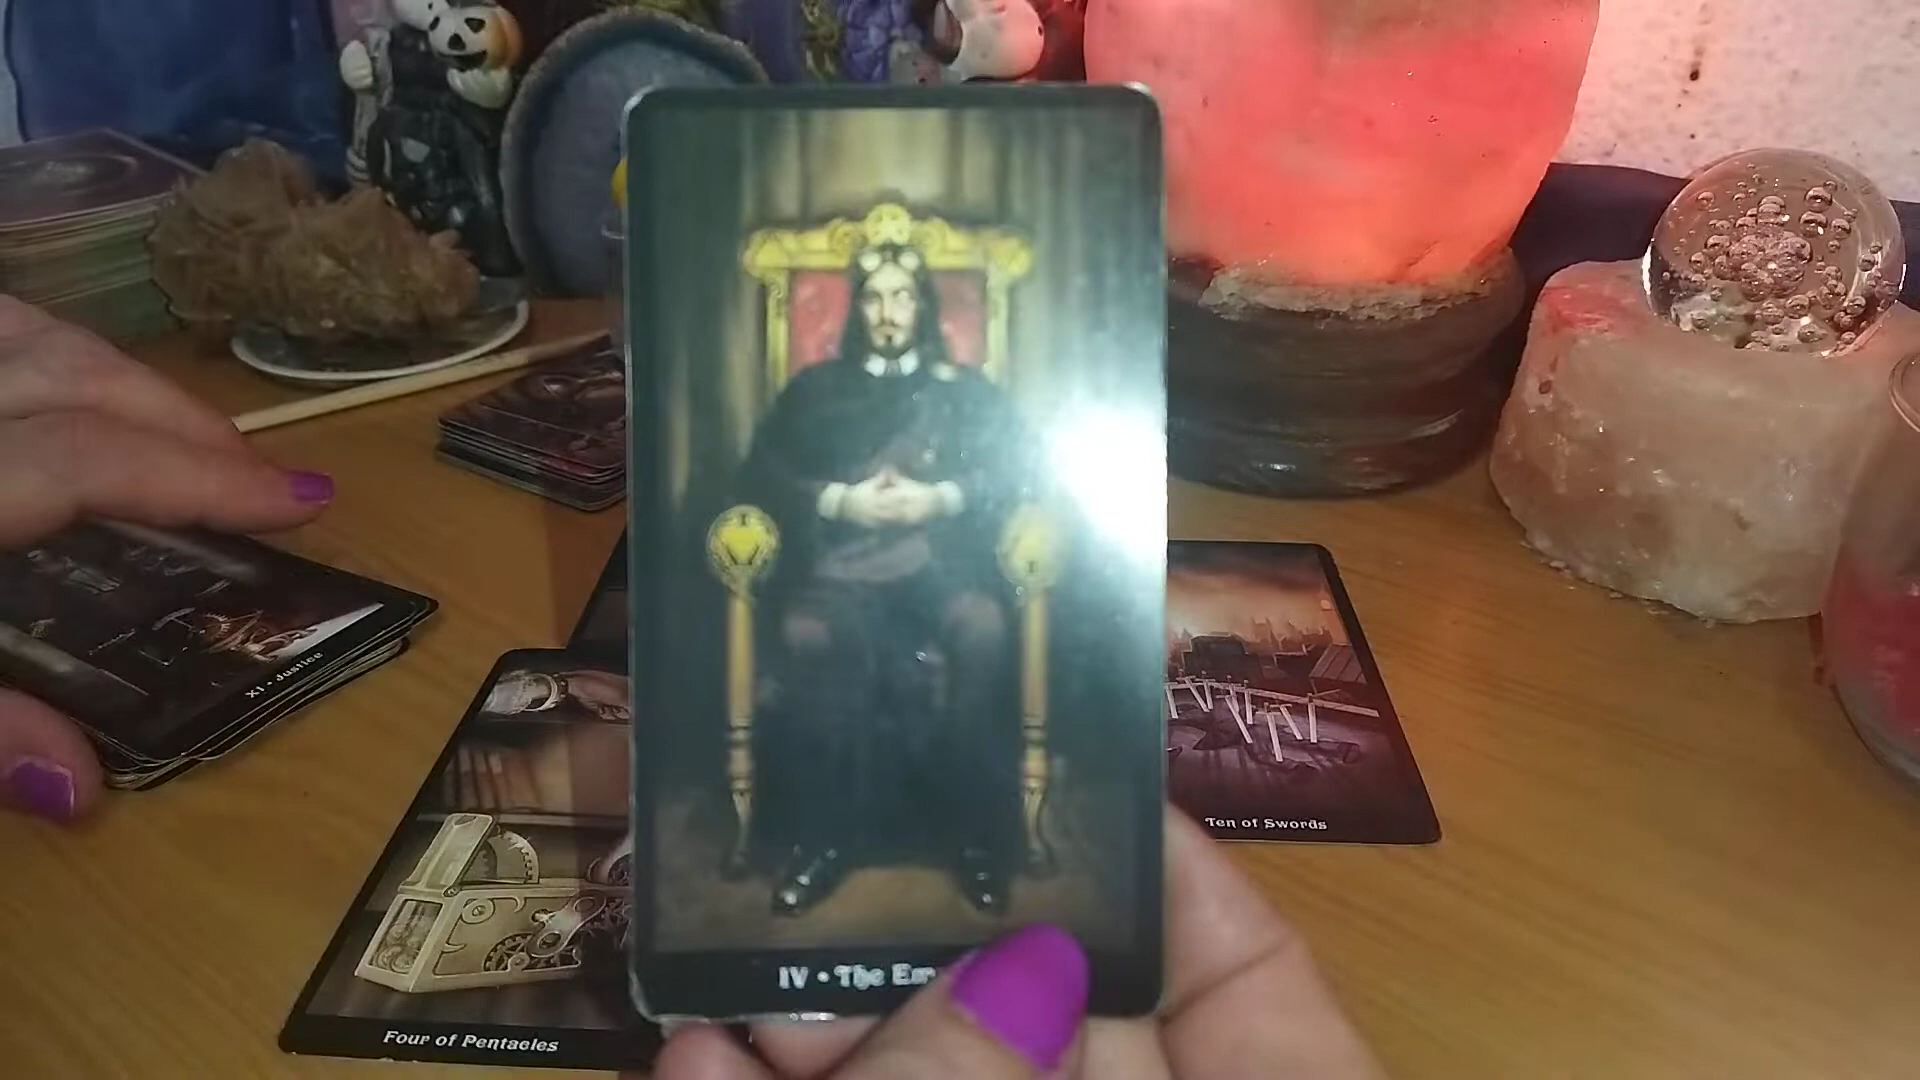 XI • Justice
Ten of Swords
IV • The Em
Four of Pentacles